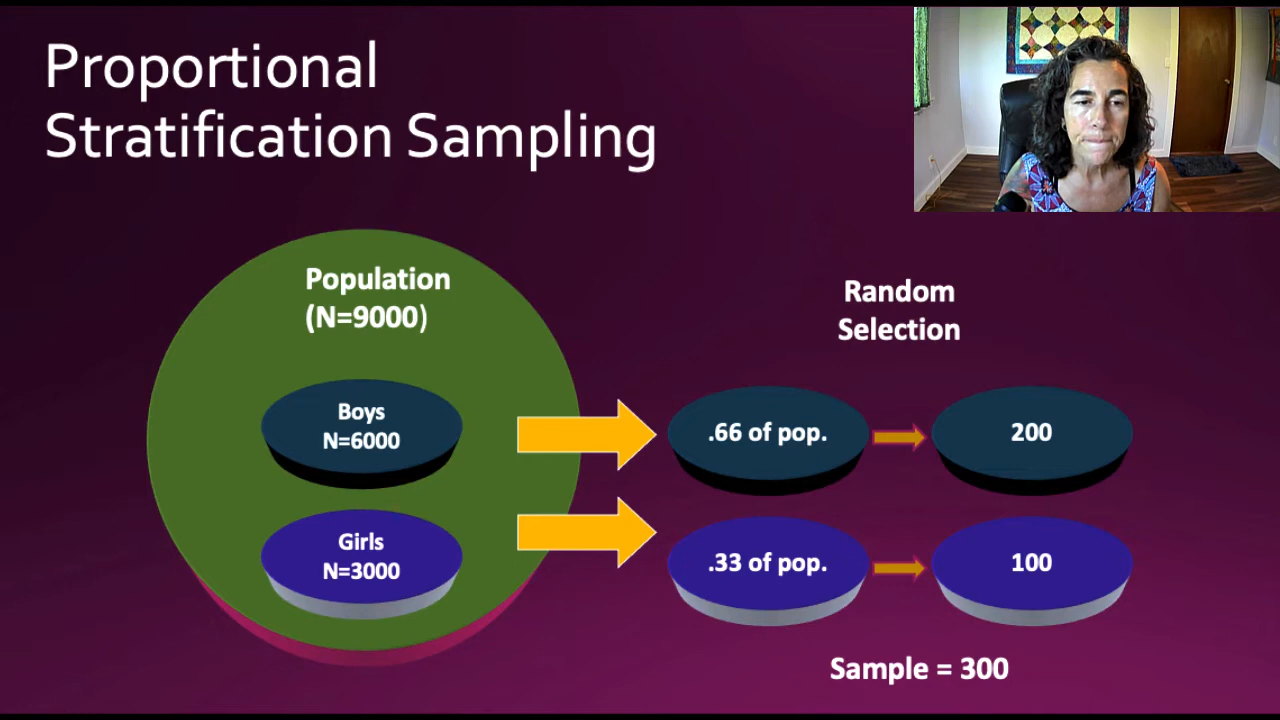 Proportional
Stratification Sampling
Population
(N=9000)
Random
Selection
Boys
N=6000
.66 of pop.
200
Girls
N=3000
.33 of pop.
100
Sample = 300